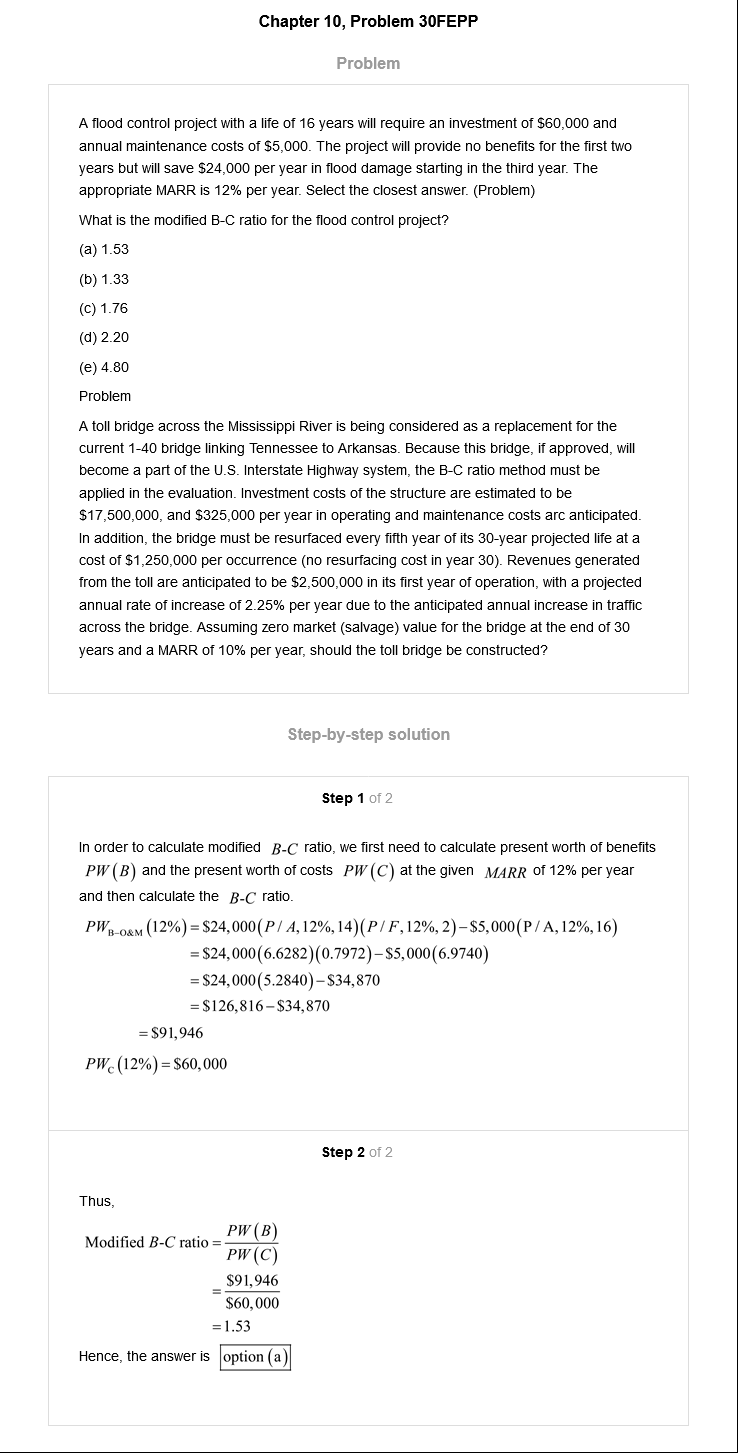 Chapter 10, Problem 30FEPP
Problem
A flood control project with a life of 16 years will require an investment of $60,000 and
annual maintenance costs of $5,000. The project will provide no benefits for the first two
years but will save $24,000 per year in flood damage starting in the third year. The
appropriate MARR is 12% per year. Select the closest answer. (Problem)
What is the modified B-C ratio for the flood control project?
(a) 1.53
(b) 1.33
(c) 1.76
(d) 2.20
(e) 4.80
Problem
A toll bridge across the Mississippi River is being considered as a replacement for the
current 1-40 bridge linking Tennessee to Arkansas. Because this bridge, if approved, will
become a part of the U.S. Interstate Highway system, the B-C ratio method must be
applied in the evaluation. Investment costs of the structure are estimated to be
$17,500,000, and $325,000 per year in operating and maintenance costs arc anticipated.
In addition, the bridge must be resurfaced every fifth year of its 30-year projected life at a
cost of $1,250,000 per occurrence (no resurfacing cost in year 30). Revenues generated
from the toll are anticipated to be $2,500,000 in its first year of operation, with a projected
annual rate of increase of 2.25% per year due to the anticipated annual increase in traffic
across the bridge. Assuming zero market (salvage) value for the bridge at the end of 30
years and a MARR of 10% per year, should the toll bridge be constructed?
Step-by-step solution
Step 1 of 2
In order to calculate modified B-C ratio, we first need to calculate present worth of benefits
PW(B) and the present worth of costs PW(C) at the given MARR of 12% per year
and then calculate the B-C ratio.
PW_B-O&M(12%) = $24,000(P/A,12%,14)(P/F,12%,2)−$5,000(P/A,12%,16)
= $24,000(6.6282)(0.7972)−$5,000(6.9740)
= $24,000(5.2840)−$34,870
= $126,816−$34,870
= $91,946
PW_C(12%) = $60,000
Step 2 of 2
Thus,
Modified B-C ratio = PW(B)
PW(C)
= $91,946
$60,000
= 1.53
Hence, the answer is option (a)